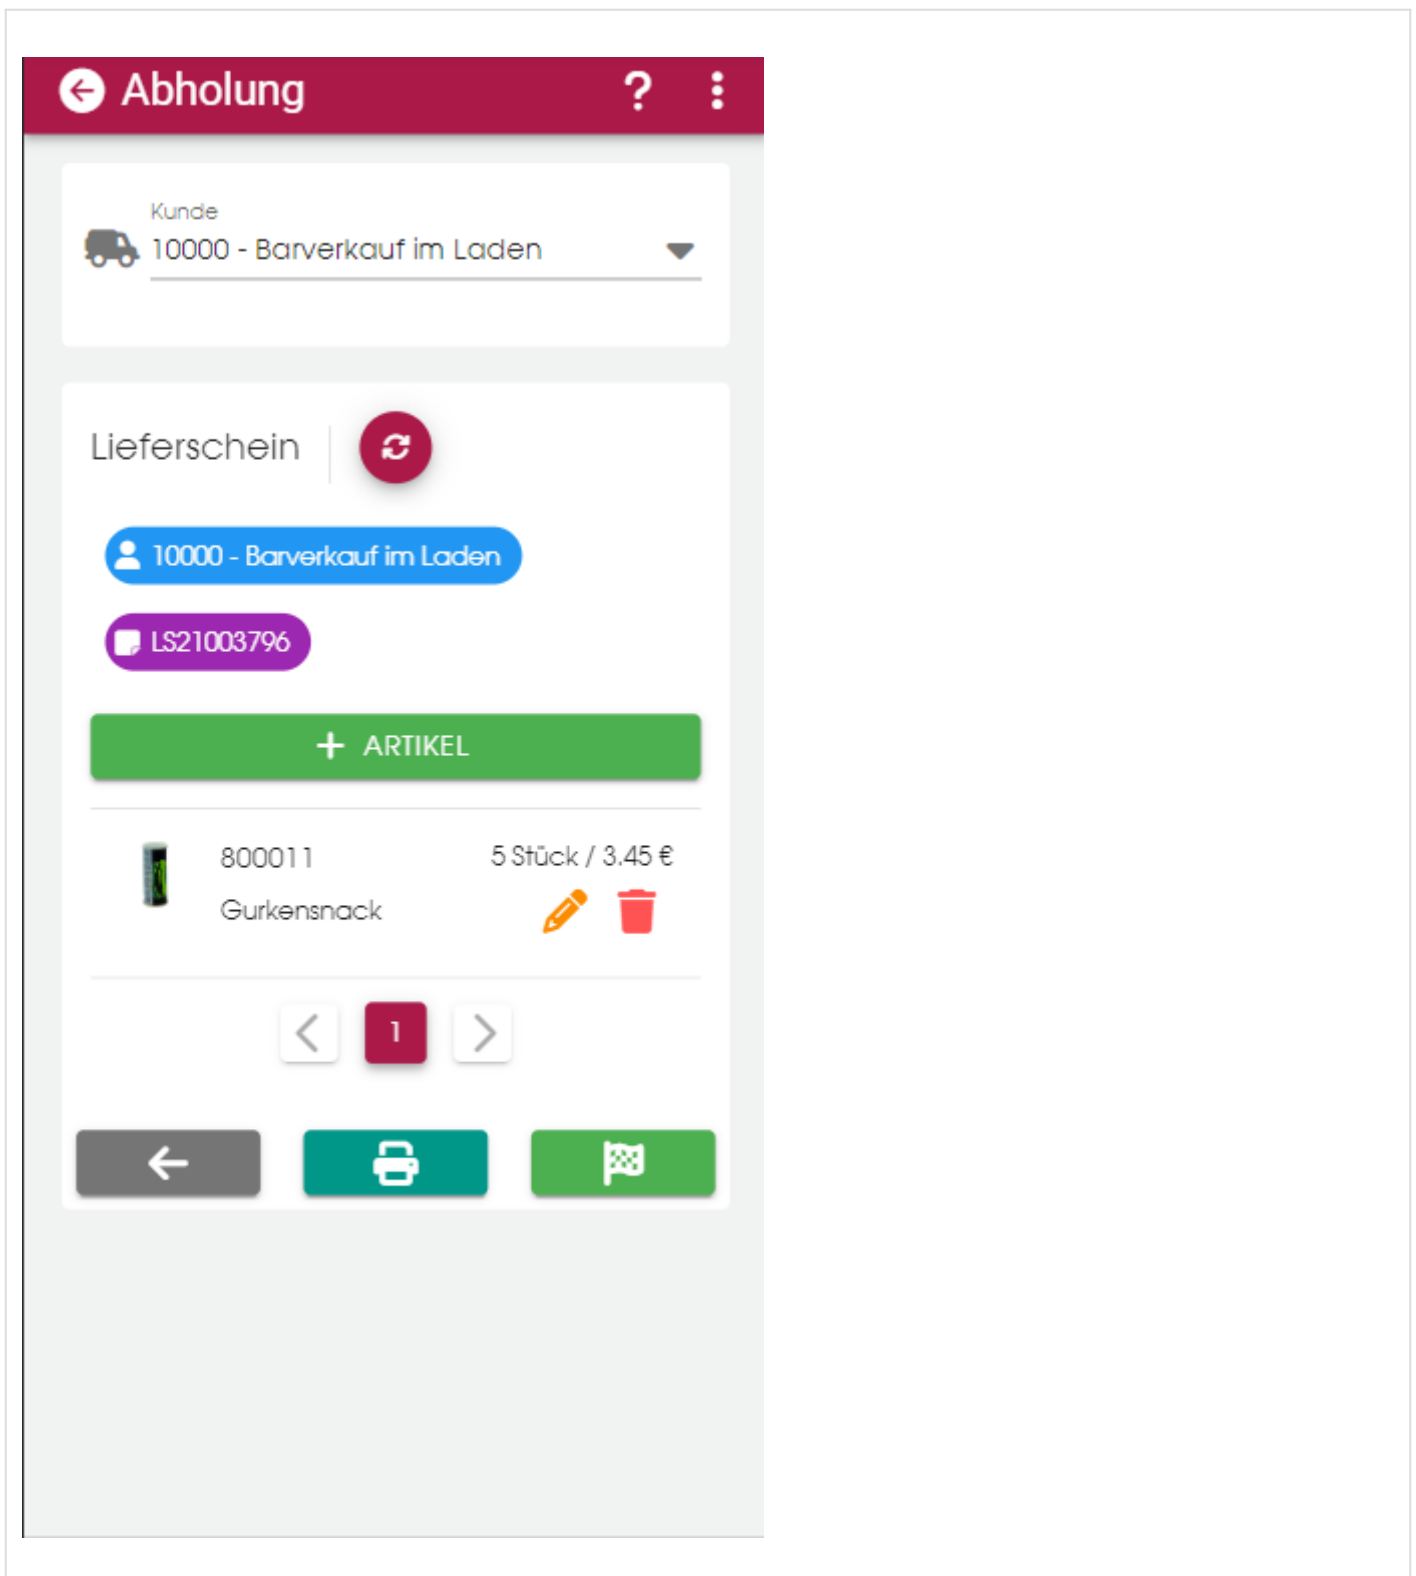 Abholung ?
Kunde
10000 - Barverkauf im Laden
Lieferschein
10000 - Barverkauf im Laden
LS21003796
+ ARTIKEL
800011 5 Stück / 3.45 €
Gurkensnack
1